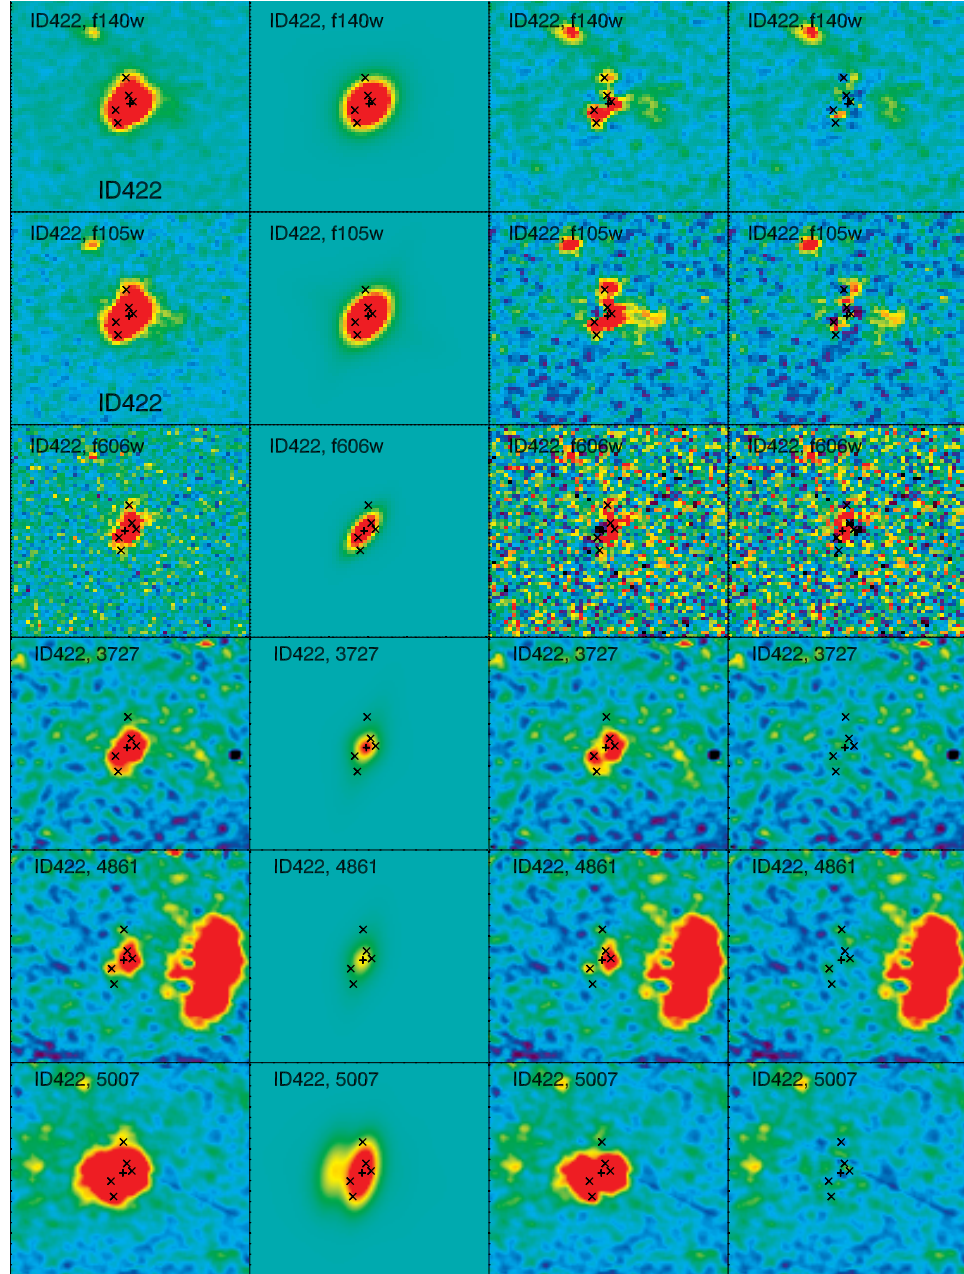 ID422, f140w ID422, f140w ID422, f140w ID422, f140w
ID422
ID422, f105w ID422, f105w ID422, f105w ID422, f105w
ID422
ID422, f606w ID422, f606w ID422, f606w ID422, f606w
ID422, 3727 ID422, 3727 ID422, 3727 ID422, 3727
ID422, 4861 ID422, 4861 ID422, 4861 ID422, 4861
ID422, 5007 ID422, 5007 ID422, 5007 ID422, 5007